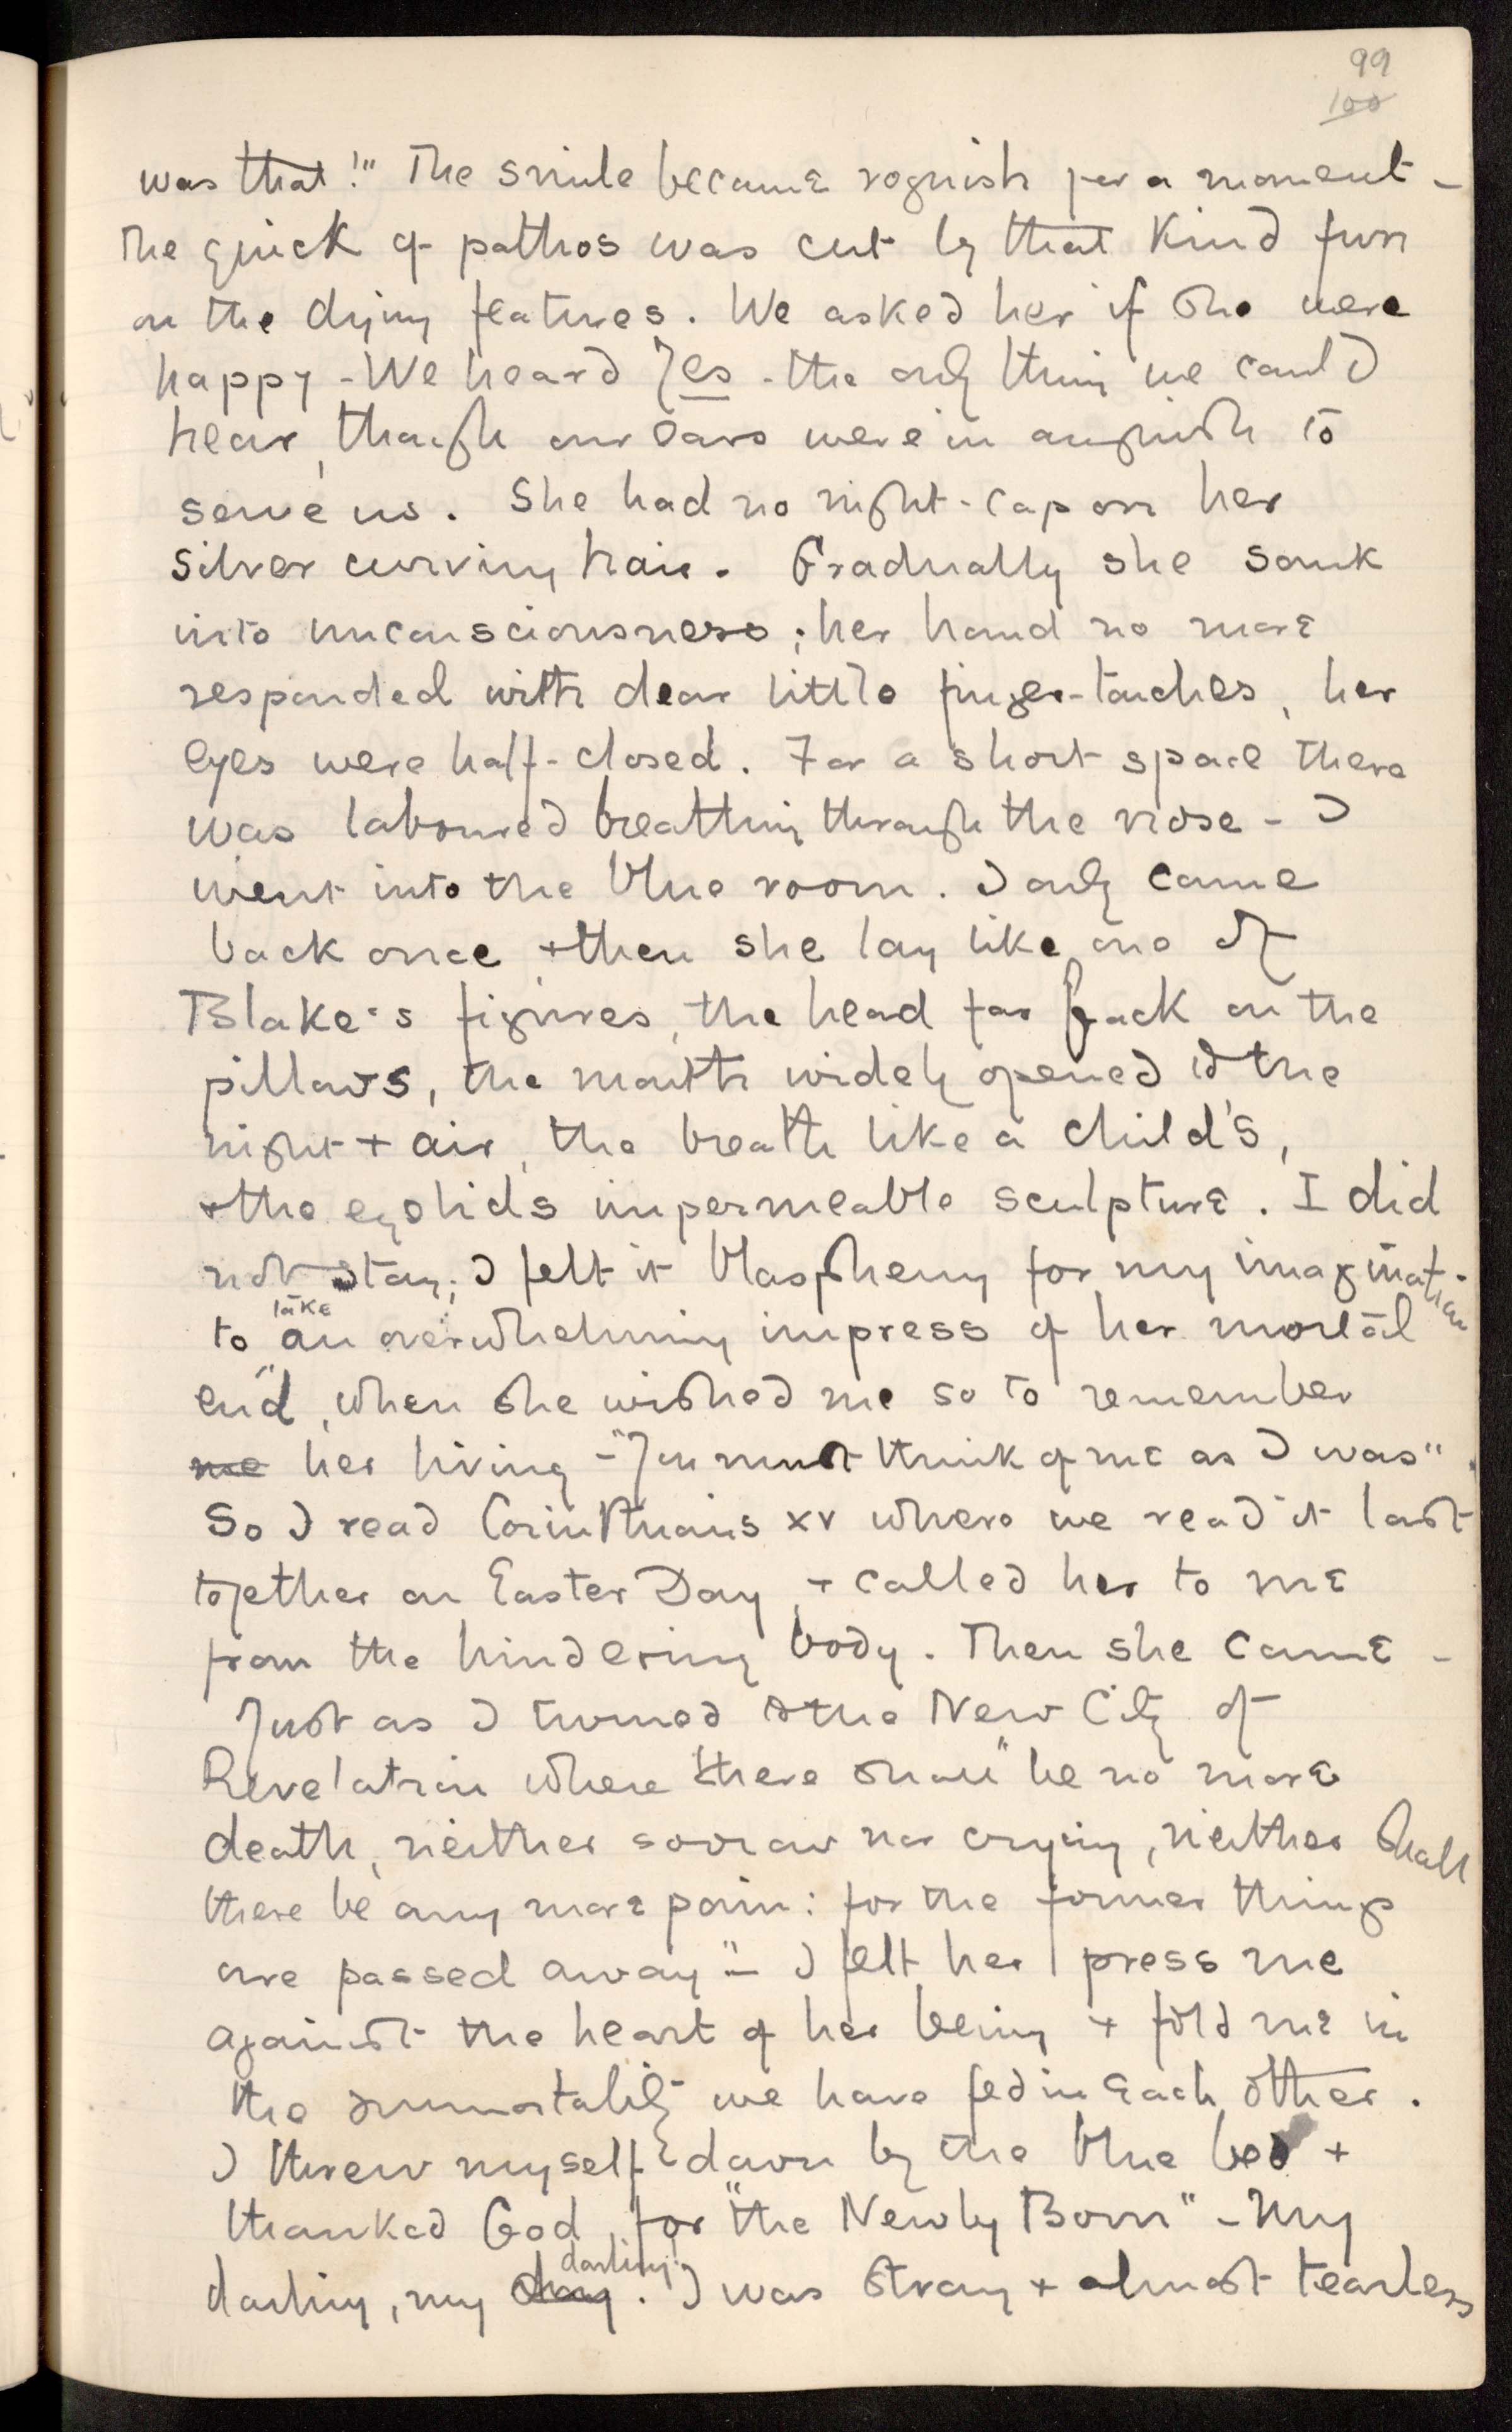 99
100
was that!" The smile became roguish for a moment -
The quick of pathos was cut by that kind fun
on the dying features. We asked her if she were
happy - We heard Yes - the only thing we could
hear, though our ears were in anguish to
serve us. She had no night-cap on her
silver curving hair. Gradually she sank
into unconsciousness; her hand no more
responded with dear little finger-touches, her
eyes were half-closed. For a short space there
was laboured breathing through the nose - I
went into the blue room. I only came
back once + then she lay like one of
Blake's figures, the head far back on the
pillows, the mouth widely opened to the
night + air, the breath like a child's,
+ the eyelids impermeable sculpture. I did
not stay; I felt it blasphemy for my imagination
take
to an overwhelming impress of her mortal
end, when she wished me so to remember
me her living - "You must think of me as I was".
So I read Corinthians XV where we read it last
together on Easter Day, + called her to me
from the hindering body. Then she came -
Just as I turned to the New City of
Revelation where "there shall" be no more
death, neither sorrow nor crying, neither shall
there be any more pain: for the former things
are passed away" - I felt her press me
against the heart of her being + fold me in
the immortality we have fed in each other.
I threw myself down by the blue bed +
thanked God, for "the Newly Born" - My
darling!
darling, my day. I was strong + almost tearless